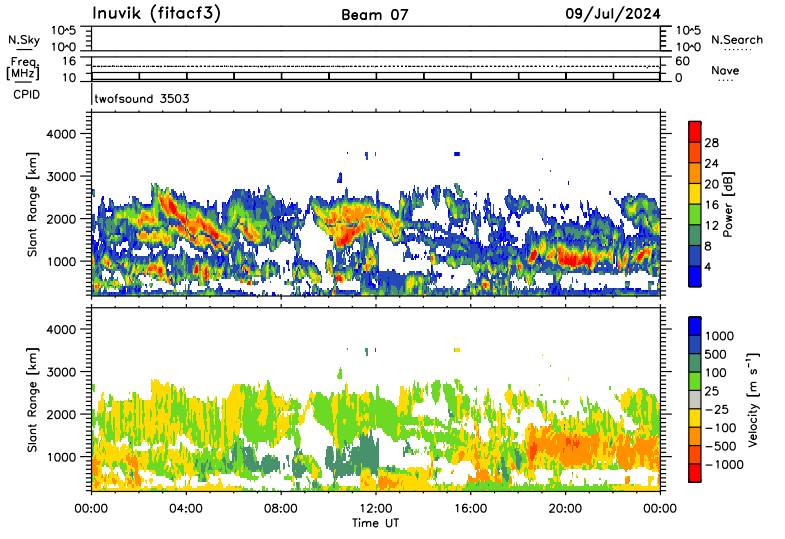 Inuvik (fitacf3) Beam 07 09/Jul/2024
N.Sky 10^5 10^0 10^5 10^0 N.Search
Freq. [MHz] 16 10 60 0 Nave
CPID twofsound 3503
Slant Range [km] 4000 3000 2000 1000
Power [dB] 28 24 20 16 12 8 4
Slant Range [km] 4000 3000 2000 1000
Velocity [m s⁻¹] 1000 500 100 25 −25 −100 −500 −1000
00:00 04:00 08:00 12:00 16:00 20:00 00:00
Time UT